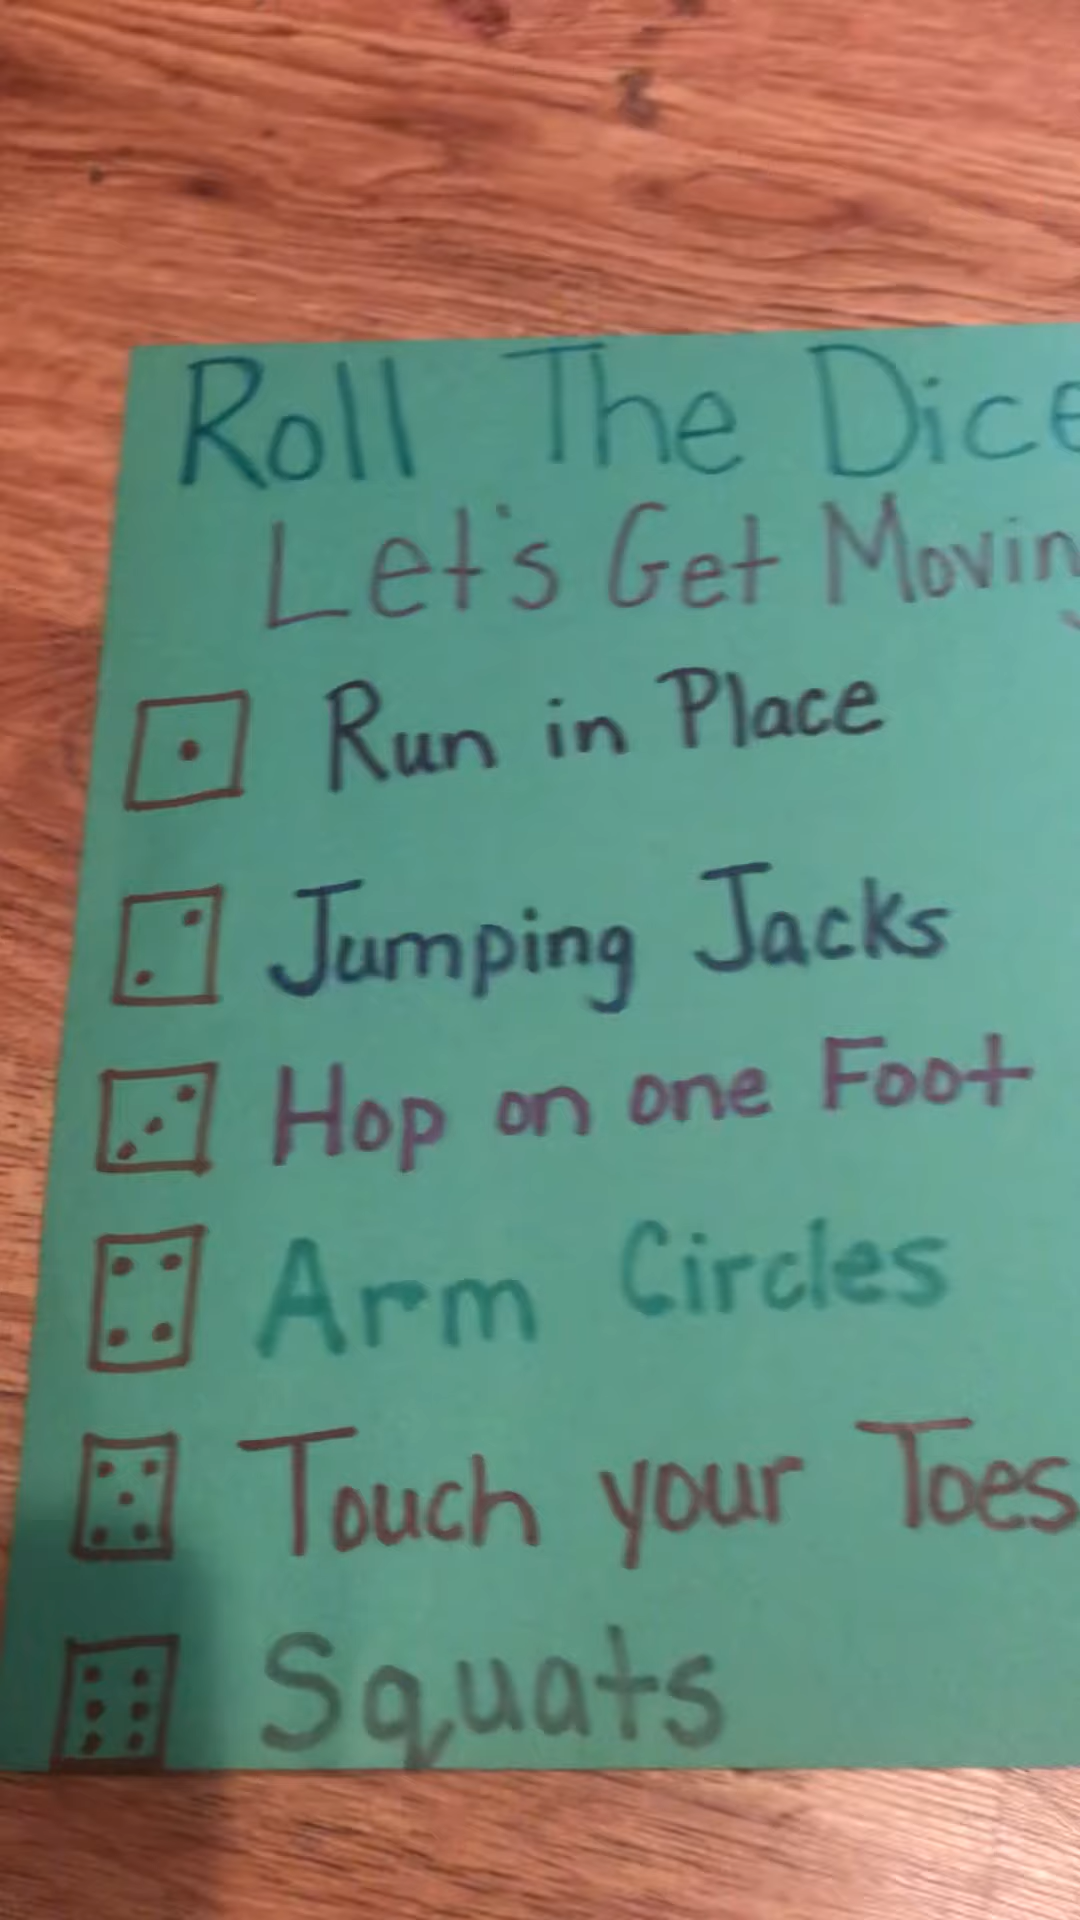 Roll The Dice
Let's Get Moving
Run in Place
Jumping Jacks
Hop on one Foot
Arm Circles
Touch your Toes
Squats